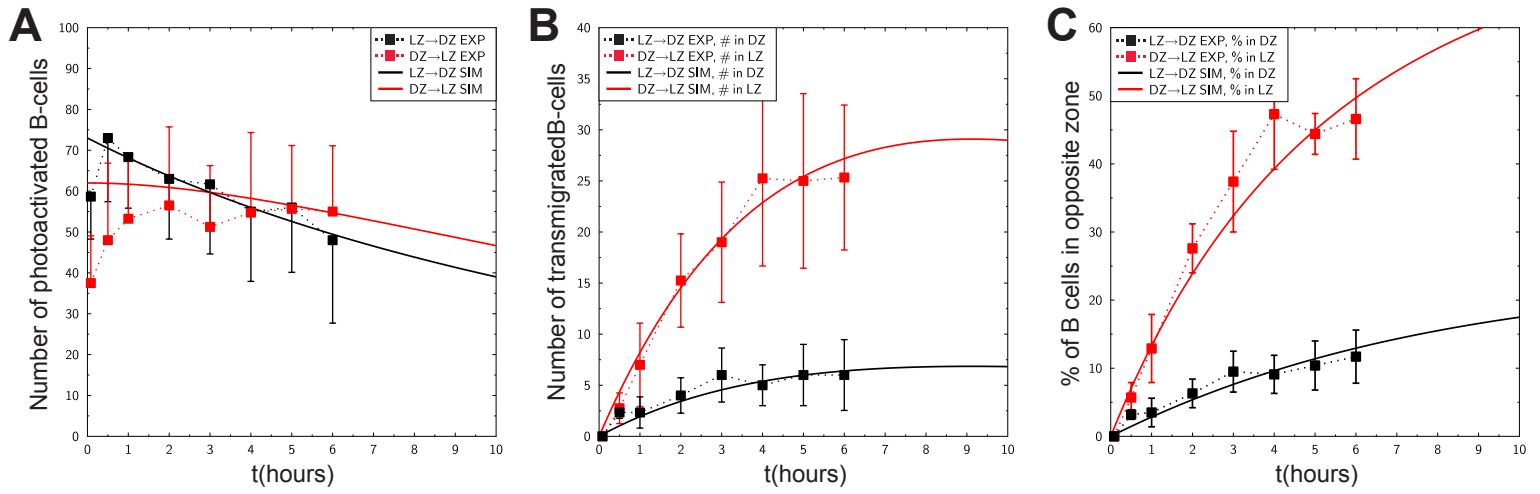 A
Number of photoactivated B-cells
100
90
80
70
60
50
40
30
20
10
0
LZ→DZ EXP
DZ→LZ EXP
LZ→DZ SIM
DZ→LZ SIM
0 1 2 3 4 5 6 7 8 9 10
t(hours)
B
Number of transmigratedB-cells
40
35
30
25
20
15
10
5
0
LZ→DZ EXP, # in DZ
DZ→LZ EXP, # in LZ
LZ→DZ SIM, # in DZ
DZ→LZ SIM, # in LZ
0 1 2 3 4 5 6 7 8 9 10
t(hours)
C
% of B cells in opposite zone
60
50
40
30
20
10
0
LZ→DZ EXP, % in DZ
DZ→LZ EXP, % in LZ
LZ→DZ SIM, % in DZ
DZ→LZ SIM, % in LZ
0 1 2 3 4 5 6 7 8 9 10
t(hours)